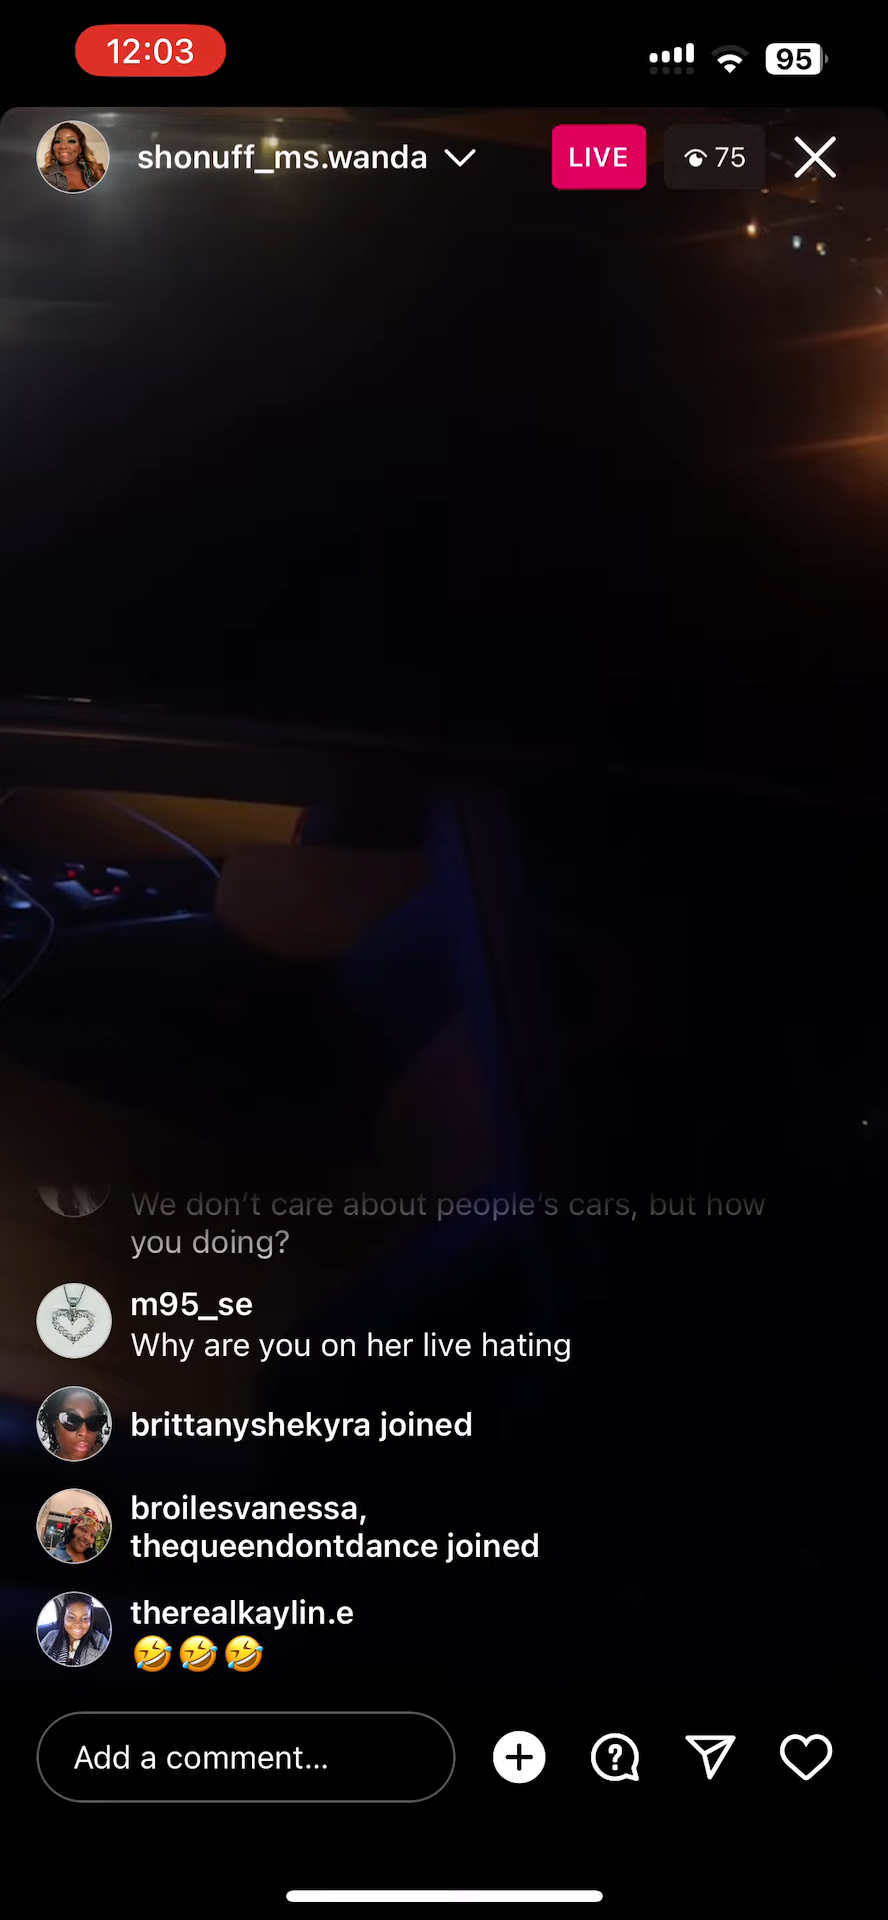 12:03
95
shonuff_ms.wanda
LIVE
75
We don't care about people's cars, but how
you doing?
m95_se
Why are you on her live hating
brittanyshekyra joined
broilesvanessa,
thequeendontdance joined
therealkaylin.e
🤣🤣🤣
Add a comment...